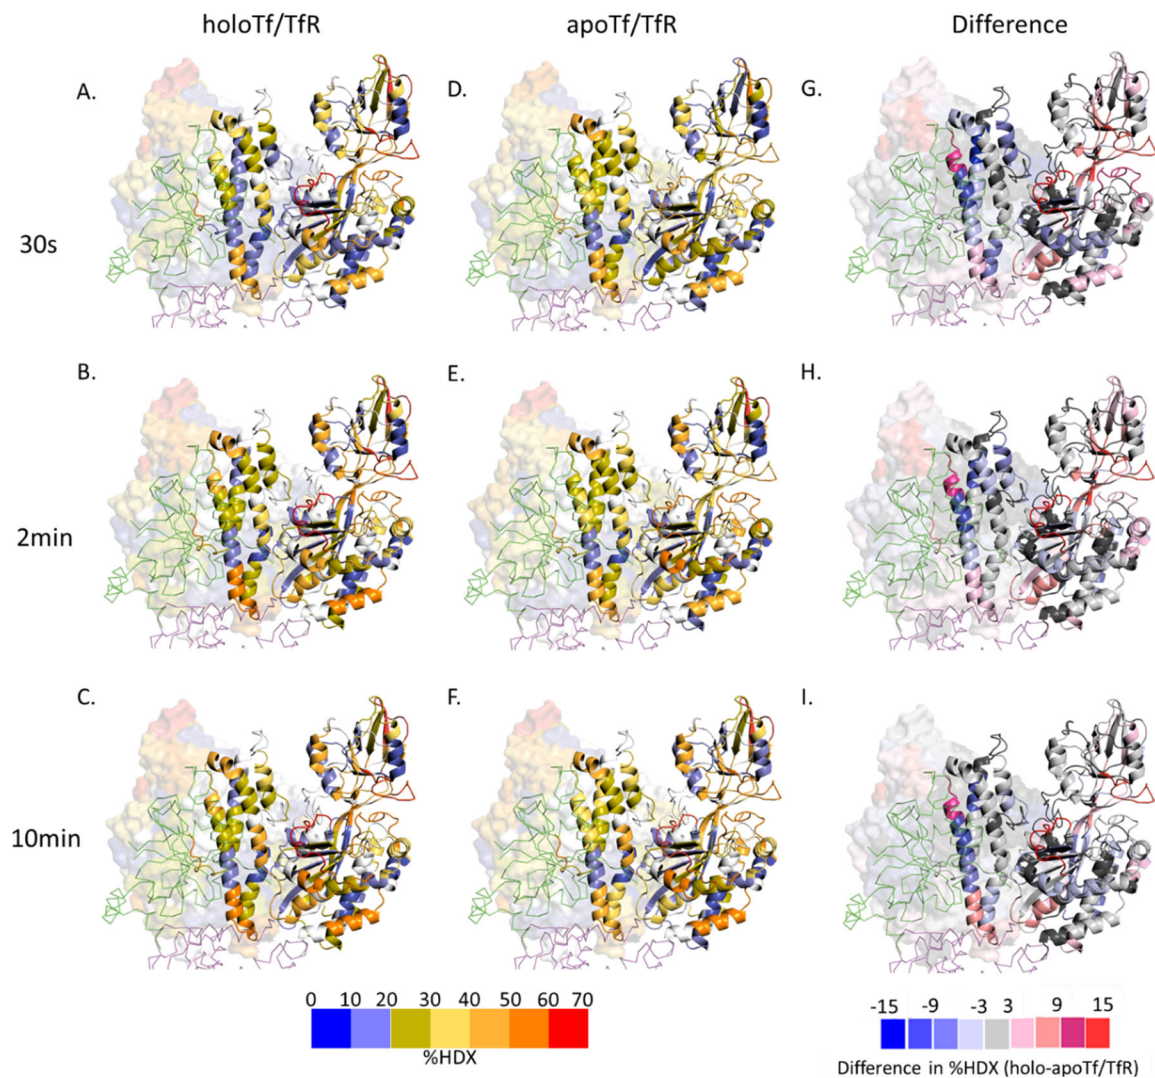 holoTf/TfR apoTf/TfR Difference
A. D. G.
30s
B. E. H.
2min
C. F. I.
10min
0 10 20 30 40 50 60 70
%HDX
-15 -9 -3 3 9 15
Difference in %HDX (holo-apoTf/TfR)